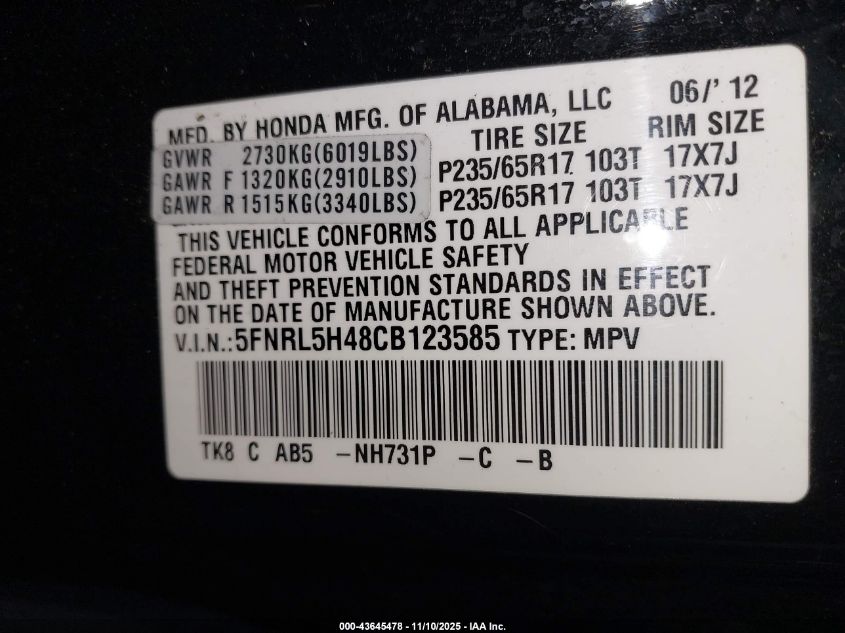 MFD. BY HONDA MFG. OF ALABAMA, LLC 06/' 12
TIRE SIZE RIM SIZE
GVWR 2730KG(6019LBS)
GAWR F 1320KG(2910LBS) P235/65R17 103T 17X7J
GAWR R 1515KG(3340LBS) P235/65R17 103T 17X7J
THIS VEHICLE CONFORMS TO ALL APPLICABLE
FEDERAL MOTOR VEHICLE SAFETY
AND THEFT PREVENTION STANDARDS IN EFFECT
ON THE DATE OF MANUFACTURE SHOWN ABOVE.
V.I.N.:5FNRL5H48CB123585 TYPE: MPV
TK8 C AB5 -NH731P -C -B
000-43645478 - 11/10/2025 - IAA Inc.